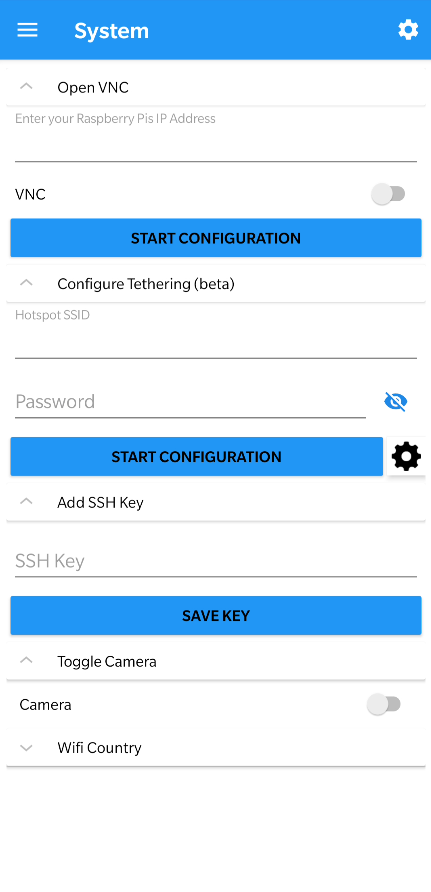 System
Open VNC
Enter your Raspberry Pis IP Address
VNC
START CONFIGURATION
Configure Tethering (beta)
Hotspot SSID
Password
START CONFIGURATION
Add SSH Key
SSH Key
SAVE KEY
Toggle Camera
Camera
Wifi Country